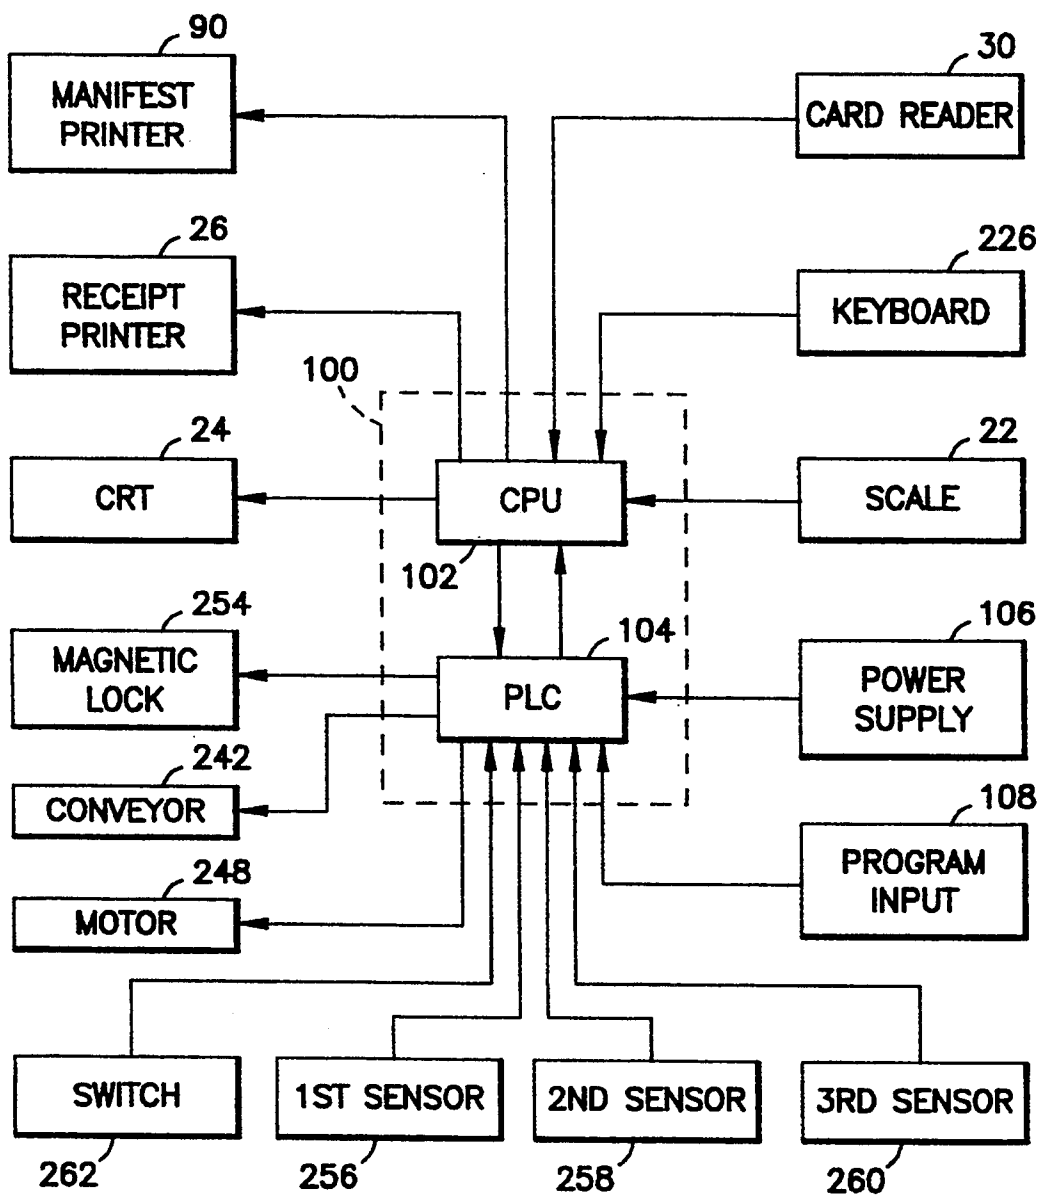 90
30
MANIFEST
PRINTER
CARD READER
26
226
RECEIPT
PRINTER
KEYBOARD
100
24
22
CRT
CPU
SCALE
102
254
104
106
MAGNETIC
LOCK
PLC
POWER
SUPPLY
242
CONVEYOR
108
PROGRAM
INPUT
248
MOTOR
SWITCH
1ST SENSOR
2ND SENSOR
3RD SENSOR
262
256
258
260